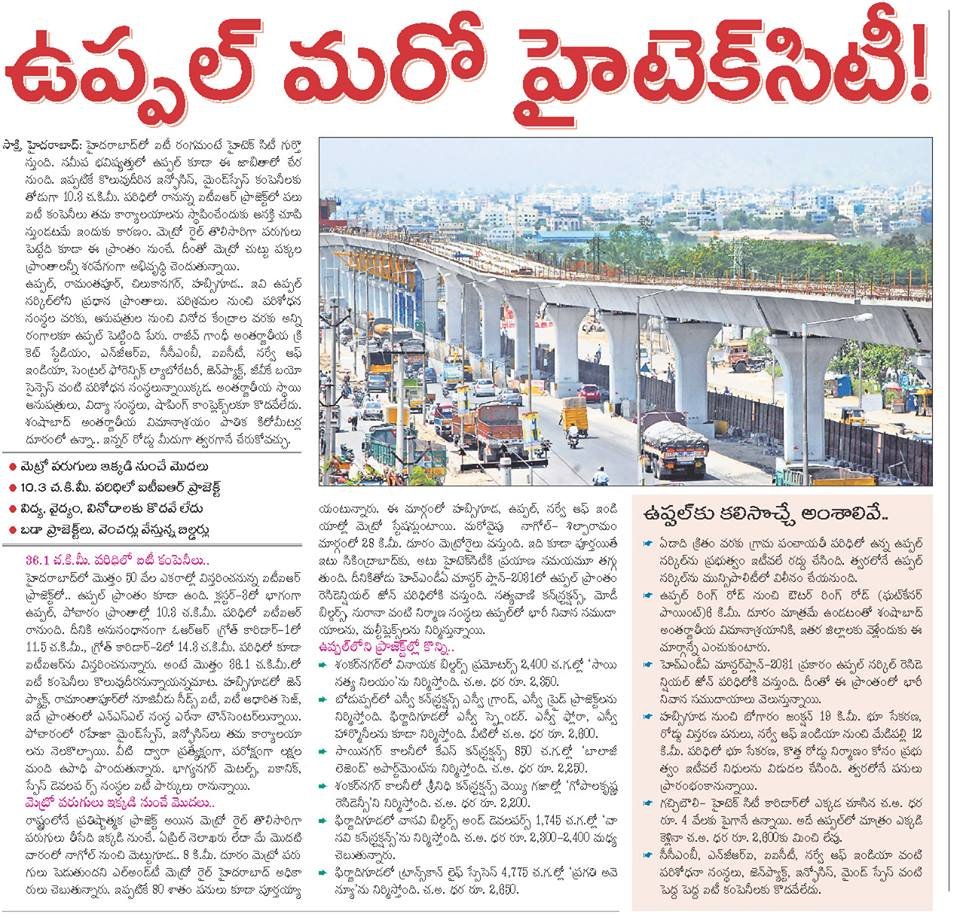 ఉప్పల్ మరో హైటెక్‌సిటీ!
సాక్షి, హైదరాబాద్: హైదరాబాద్‌లో ఐటీ రంగమంటే హైటెక్ సిటీ గుర్తొ
స్తుంది. సమీప భవిష్యత్తులో ఉప్పల్ కూడా ఈ జాబితాలో చేర
నుంది. ఇప్పటికే కొలువుదీరిన ఇన్ఫోసిస్, మైండ్‌స్పేస్ కంపెనీలకు
తోడుగా 10.3 చ.కి.మీ. పరిధిలో రానున్న ఐటీఐఆర్ ప్రాజెక్ట్‌లో పలు
ఐటీ కంపెనీలు తమ కార్యాలయాలను స్థాపించేందుకు ఆసక్తి చూపి
స్తుండటమే ఇందుకు కారణం. మెట్రో రైల్ తొలిసారిగా పరుగులు
పెట్టేది కూడా ఈ ప్రాంతం నుంచే. దీంతో మెట్రో చుట్టు పక్కల
ప్రాంతాలన్నీ శరవేగంగా అభివృద్ధి చెందుతున్నాయి.
ఉప్పల్, రామంతపూర్, చిలుకానగర్, హబ్సిగూడ.. ఇవి ఉప్పల్
సర్కిల్‌లోని ప్రధాన ప్రాంతాలు. పరిశ్రమల నుంచి పరిశోధన
సంస్థల వరకు, ఆసుపత్రుల నుంచి వినోద కేంద్రాల వరకు అన్ని
రంగాలకూ ఉప్పల్ పెట్టింది పేరు. రాజీవ్ గాంధీ అంతర్జాతీయ క్రి
కెట్ స్టేడియం, ఎన్‌జీఆర్‌ఐ, సీసీఎంబీ, ఐఐసీటీ, సర్వే ఆఫ్
ఇండియా, సెంట్రల్ ఫోరెన్సిక్ ల్యాబోరేటరీ, జెన్‌ప్యాక్ట్, జీవీకే బయో
సైన్సెస్ వంటి పరిశోధన సంస్థలున్నాయిక్కడ. అంతర్జాతీయ స్థాయి
ఆసుపత్రులు, విద్యా సంస్థలు, షాపింగ్ కాంప్లెక్స్‌లకూ కొదవేలేదు.
శంషాబాద్ అంతర్జాతీయ విమానాశ్రయం పాతిక కిలోమీటర్ల
దూరంలో ఉన్నా.. ఇన్నర్ రోడ్డు మీదుగా త్వరగానే చేరుకోవచ్చు.
● మెట్రో పరుగులు ఇక్కడి నుంచే మొదలు
● 10.3 చ.కి.మీ. పరిధిలో ఐటీఐఆర్ ప్రాజెక్ట్
● విద్య, వైద్యం, వినోదాలకు కొదవే లేదు
● బడా ప్రాజెక్ట్‌లు, వెంచర్లు వేస్తున్న బిల్డర్లు
36.1 చ.కి.మీ. పరిధిలో ఐటీ కంపెనీలు..
హైదరాబాద్‌లో మొత్తం 50 వేల ఎకరాల్లో విస్తరించనున్న ఐటీఐఆర్
ప్రాజెక్ట్‌లో.. ఉప్పల్ ప్రాంతం కూడా ఉంది. క్లస్టర్-3లో భాగంగా
ఉప్పల్, పోచారం ప్రాంతాల్లో 10.3 చ.కి.మీ. పరిధిలో ఐటీఐఆర్
రానుంది. దీనికి అనుసంధానంగా ఓఆర్‌ఆర్ గ్రోత్ కారిడార్-1లో
11.5 చ.కి.మీ., గ్రోత్ కారిడార్-2లో 14.3 చ.కి.మీ. పరిధిలో కూడా
ఐటీఐఆర్‌ను విస్తరించనున్నారు. అంటే మొత్తం 36.1 చ.కి.మీ.లో
ఐటీ కంపెనీలు కొలువుదీరనున్నాయన్నమాట. హబ్సిగూడలో జెన్
ప్యాక్ట్, రామాంతాపూర్‌లో నూజివీడు సీడ్స్ ఐటీ, ఐటీ ఆధారిత సెజ్,
ఇదే ప్రాంతంలో ఎన్‌ఎస్‌ఎల్ సంస్థ ఎరీనా టౌన్‌సెంటర్‌లున్నాయి.
పోచారంలో రహేజా మైండ్‌స్పేస్, ఇన్ఫోసిస్‌లు తమ కార్యాలయా
లను నెలకొల్పాయి. వీటి ద్వారా ప్రత్యక్షంగా, పరోక్షంగా లక్షల
మంది ఉపాధి పొందుతున్నారు. భాగ్యనగర్ మెటల్స్, ఐకానిక్,
స్పేస్ డెవలప ర్స్ సంస్థల ఐటీ పార్కులు రానున్నాయి.
మెట్రో పరుగులు ఇక్కడి నుంచే మొదలు..
రాష్ట్రంలోనే ప్రతిష్ఠాత్మక ప్రాజెక్ట్ అయిన మెట్రో రైల్ తొలిసారిగా
పరుగులు తీసేది ఇక్కడి నుంచే. ఏప్రిల్ నెలాఖరు లేదా మే మొదటి
వారంలో నాగోల్ నుంచి మెట్టుగూడ.. 8 కి.మీ. దూరం మెట్రో పరు
గులు పెడుతుందని ఎల్‌అండ్‌టీ మెట్రో రైల్ హైదరాబాద్ అధికా
రులు చెబుతున్నారు. ఇప్పటికే 80 శాతం పనులు కూడా పూర్తయ్యా
యంటున్నారు. ఈ మార్గంలో హబ్సిగూడ, ఉప్పల్, సర్వే ఆఫ్ ఇండి
యాల్లో మెట్రో స్టేషన్లుంటాయి. మరోవైపు నాగోల్- శిల్పారామం
మార్గంలో 28 కి.మీ. దూరం మెట్రోరైలు వస్తుంది. ఇది కూడా పూర్తయితే
ఇటు సికింద్రాబాద్‌కు, అటు హైటెక్‌సిటీకి ప్రయాణ సమయమూ తగ్గ
తుంది. దీనికితోడు హెచ్‌ఎండీఏ మాస్టర్ ప్లాన్-2031లో ఉప్పల్ ప్రాంతం
రెసిడెన్షియల్ జోన్ పరిధిలోకి వస్తుంది. సత్యవాణి కన్‌స్ట్రక్షన్స్, మోడీ
బిల్డర్స్, సురానా వంటి నిర్మాణ సంస్థలు ఉప్పల్‌లో భారీ నివాస సముదా
యాలను, మల్టీప్లెక్స్‌లను నిర్మిస్తున్నాయి.
ఉప్పల్‌లోని ప్రాజెక్ట్‌ల్లో కొన్ని..
శంకర్‌నగర్‌లో వినాయక బిల్డర్స్ ప్రమోటర్స్ 2,400 చ.గ.ల్లో ‘సాయి
సత్య నిలయం’ను నిర్మిస్తోంది. చ.అ. ధర రూ. 2,350.
బోడుప్పల్‌లో ఎస్వీ కన్‌స్ట్రక్షన్స్ ఎస్వీ గ్రాండ్, ఎస్వీ ప్రైడ్ ప్రాజెక్ట్‌లను
నిర్మిస్తోంది. ఫిర్జాదిగూడలో ఎస్వీ స్ప్లెండర్, ఎస్వీ ఫ్లోరా, ఎస్వీ
హార్మోనీలను కూడా నిర్మిస్తోంది. వీటిలో చ.అ. ధర రూ. 2,600.
సాయినగర్ కాలనీలో కేఎస్ కన్‌స్ట్రక్షన్స్ 850 చ.గ.ల్లో ‘బాలాజీ
లెజెండ్’ అపార్ట్‌మెంట్‌ను నిర్మిస్తోంది. చ.అ. ధర రూ. 2,250.
శంకర్‌నగర్ కాలనీలో శ్రీనిధి కన్‌స్ట్రక్షన్స్ వెయ్యి గజాల్లో ‘గోపాలకృష్ణ
రెసిడెన్సీ’ని నిర్మిస్తోంది. చ.అ. ధర రూ. 2,200.
ఫిర్జాదిగూడలో వాసవి బిల్డర్స్ అండ్ డెవలపర్స్ 1,745 చ.గ.ల్లో ‘వా
సవి కన్‌స్ట్రక్షన్స్’ను నిర్మిస్తోంది. చ.అ. ధర రూ. 2,300-2,400 మధ్య
చెబుతున్నారు.
ఫిర్జాదిగూడలో ట్రాన్స్‌కాన్ లైఫ్ స్పేసెస్ 4,775 చ.గ.ల్లో ‘ప్రగతి అవె
న్యూ’ను నిర్మిస్తోంది. చ.అ. ధర రూ. 2,650.
ఉప్పల్‌కు కలిసొచ్చే అంశాలివే..
ఏడాది క్రితం వరకు గ్రామ పంచాయతీ పరిధిలో ఉన్న ఉప్పల్
సర్కిల్‌ను ప్రభుత్వం ఇటీవలే రద్దు చేసింది. త్వరలోనే ఉప్పల్
సర్కిల్‌ను మున్సిపాలిటీలో విలీనం చేయనుంది.
ఉప్పల్ రింగ్ రోడ్ నుంచి ఔటర్ రింగ్ రోడ్ (ఘట్‌కేసర్
పాయింట్)6 కి.మీ. దూరం మాత్రమే ఉండటంతో శంషాబాద్
అంతర్జాతీయ విమానాశ్రయానికి, ఇతర జిల్లాలకు వెళ్లేందుకు ఈ
మార్గాన్నే ఎంచుకుంటారు.
హెచ్‌ఎండీఏ మాస్టర్‌ప్లాన్-2031 ప్రకారం ఉప్పల్ సర్కిల్ రెసిడె
న్షియల్ జోన్ పరిధిలోకి వస్తుంది. దీంతో ఈ ప్రాంతంలో భారీ
నివాస సముదాయాలు వెలుస్తున్నాయి.
హబ్సిగూడ నుంచి బోగారం జంక్షన్ 19 కి.మీ. భూ సేకరణ,
రోడ్డు విస్తరణ పనులు, సర్వే ఆఫ్ ఇండియా నుంచి మేడిపల్లి 12
కి.మీ. పరిధిలో భూ సేకరణ, కొత్త రోడ్డు నిర్మాణం కోసం ప్రభు
త్వం ఇటీవలే నిధులను విడుదల చేసింది. త్వరలోనే పనులు
ప్రారంభంకానున్నాయి.
గచ్చిబౌలి- హైటెక్ సిటీ కారిడార్‌లో ఎక్కడ చూసిన చ.అ. ధర
రూ. 4 వేలకు పైగానే ఉన్నాయి. అదే ఉప్పల్‌లో మాత్రం ఎక్కడి
కెళ్లినా చ.అ. ధర రూ. 2,600కు మించి లేవు.
సీసీఎంబీ, ఎన్‌జీఆర్‌ఐ, ఐఐసీటీ, సర్వే ఆఫ్ ఇండియా వంటి
పరిశోధనా సంస్థలు, జెన్‌ప్యాక్ట్, ఇన్ఫోసిస్, మైండ్ స్పేస్ వంటి
పెద్ద పెద్ద ఐటీ కంపెనీలకు కొదవేలేదు.